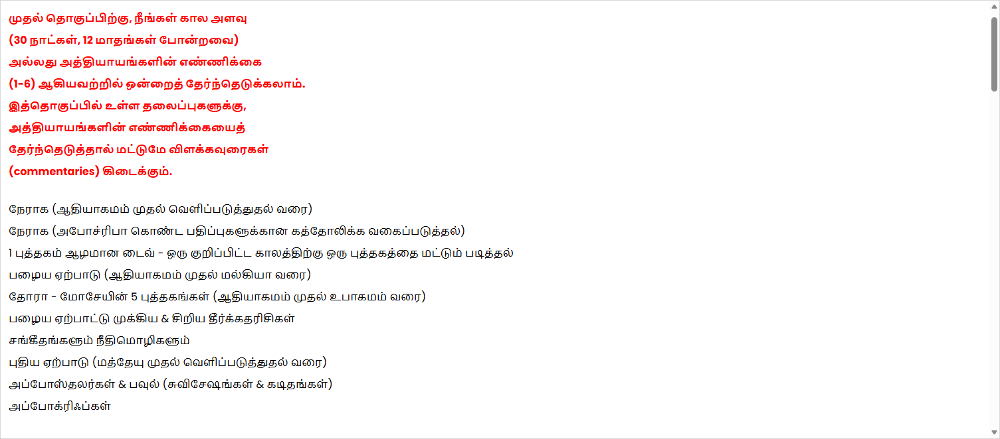 முதல் தொகுப்பிற்கு, நீங்கள் கால அளவு
(30 நாட்கள், 12 மாதங்கள் போன்றவை)
அல்லது அத்தியாயங்களின் எண்ணிக்கை
(1-6) ஆகியவற்றில் ஒன்றைத் தேர்ந்தெடுக்கலாம்.
இத்தொகுப்பில் உள்ள தலைப்புகளுக்கு,
அத்தியாயங்களின் எண்ணிக்கையைத்
தேர்ந்தெடுத்தால் மட்டுமே விளக்கவுரைகள்
(commentaries) கிடைக்கும்.
நேராக (ஆதியாகமம் முதல் வெளிப்படுத்துதல் வரை)
நேராக (அபோச்ரிபா கொண்ட பதிப்புகளுக்கான கத்தோலிக்க வகைப்படுத்தல்)
1 புத்தகம் ஆழமான டைவ் - ஒரு குறிப்பிட்ட காலத்திற்கு ஒரு புத்தகத்தை மட்டும் படித்தல்
பழைய ஏற்பாடு (ஆதியாகமம் முதல் மல்கியா வரை)
தோரா - மோசேயின் 5 புத்தகங்கள் (ஆதியாகமம் முதல் உபாகமம் வரை)
பழைய ஏற்பாட்டு முக்கிய & சிறிய தீர்க்கதரிசிகள்
சங்கீதங்களும் நீதிமொழிகளும்
புதிய ஏற்பாடு (மத்தேயு முதல் வெளிப்படுத்துதல் வரை)
அப்போஸ்தலர்கள் & பவுல் (சுவிசேஷங்கள் & கடிதங்கள்)
அப்போக்ரிஃப்கள்